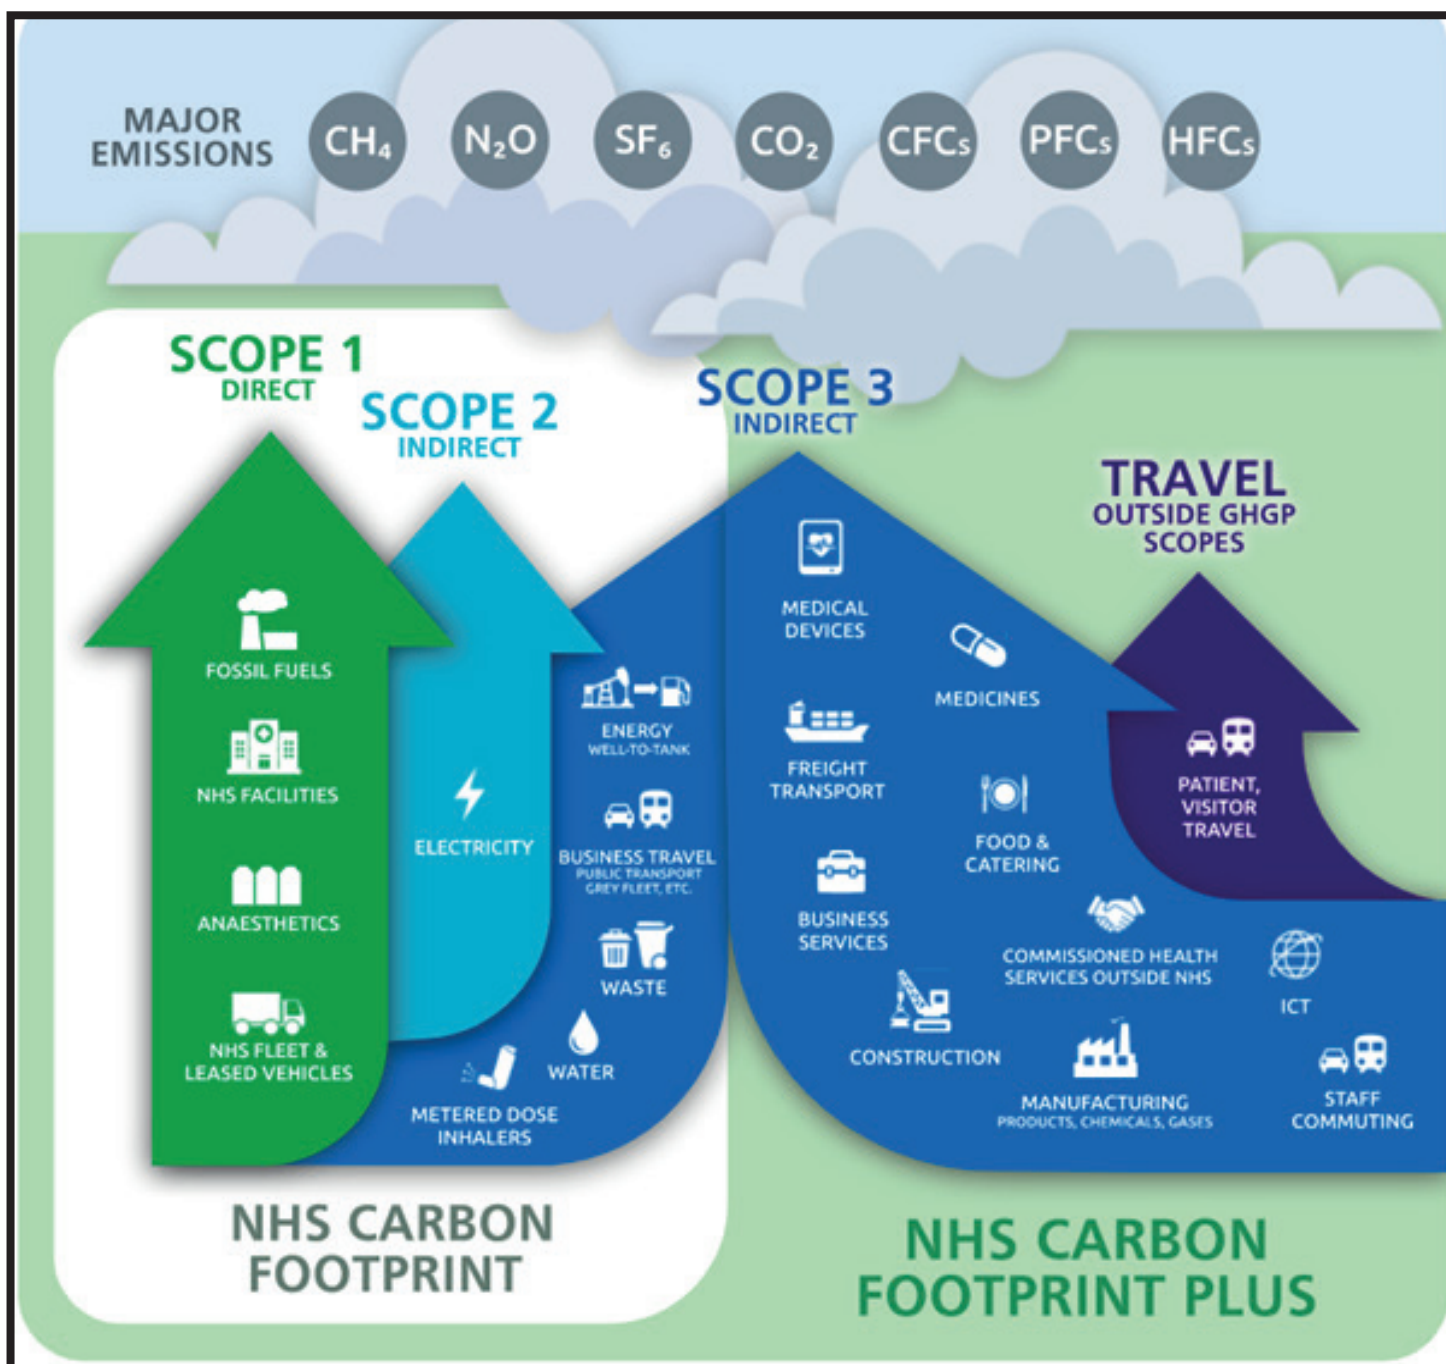 MAJOR
EMISSIONS
CH₄
N₂O
SF₆
CO₂
CFCs
PFCs
HFCs
SCOPE 1
DIRECT
SCOPE 2
INDIRECT
SCOPE 3
INDIRECT
TRAVEL
OUTSIDE GHGP
SCOPES
FOSSIL FUELS
NHS FACILITIES
ANAESTHETICS
NHS FLEET &
LEASED VEHICLES
ELECTRICITY
ENERGY
WELL-TO-TANK
BUSINESS TRAVEL
PUBLIC TRANSPORT
GREY FLEET, ETC.
WASTE
WATER
METERED DOSE
INHALERS
MEDICAL
DEVICES
MEDICINES
FREIGHT
TRANSPORT
FOOD &
CATERING
BUSINESS
SERVICES
COMMISSIONED HEALTH
SERVICES OUTSIDE NHS
ICT
CONSTRUCTION
MANUFACTURING
PRODUCTS, CHEMICALS, GASES
STAFF
COMMUTING
PATIENT,
VISITOR
TRAVEL
NHS CARBON
FOOTPRINT
NHS CARBON
FOOTPRINT PLUS